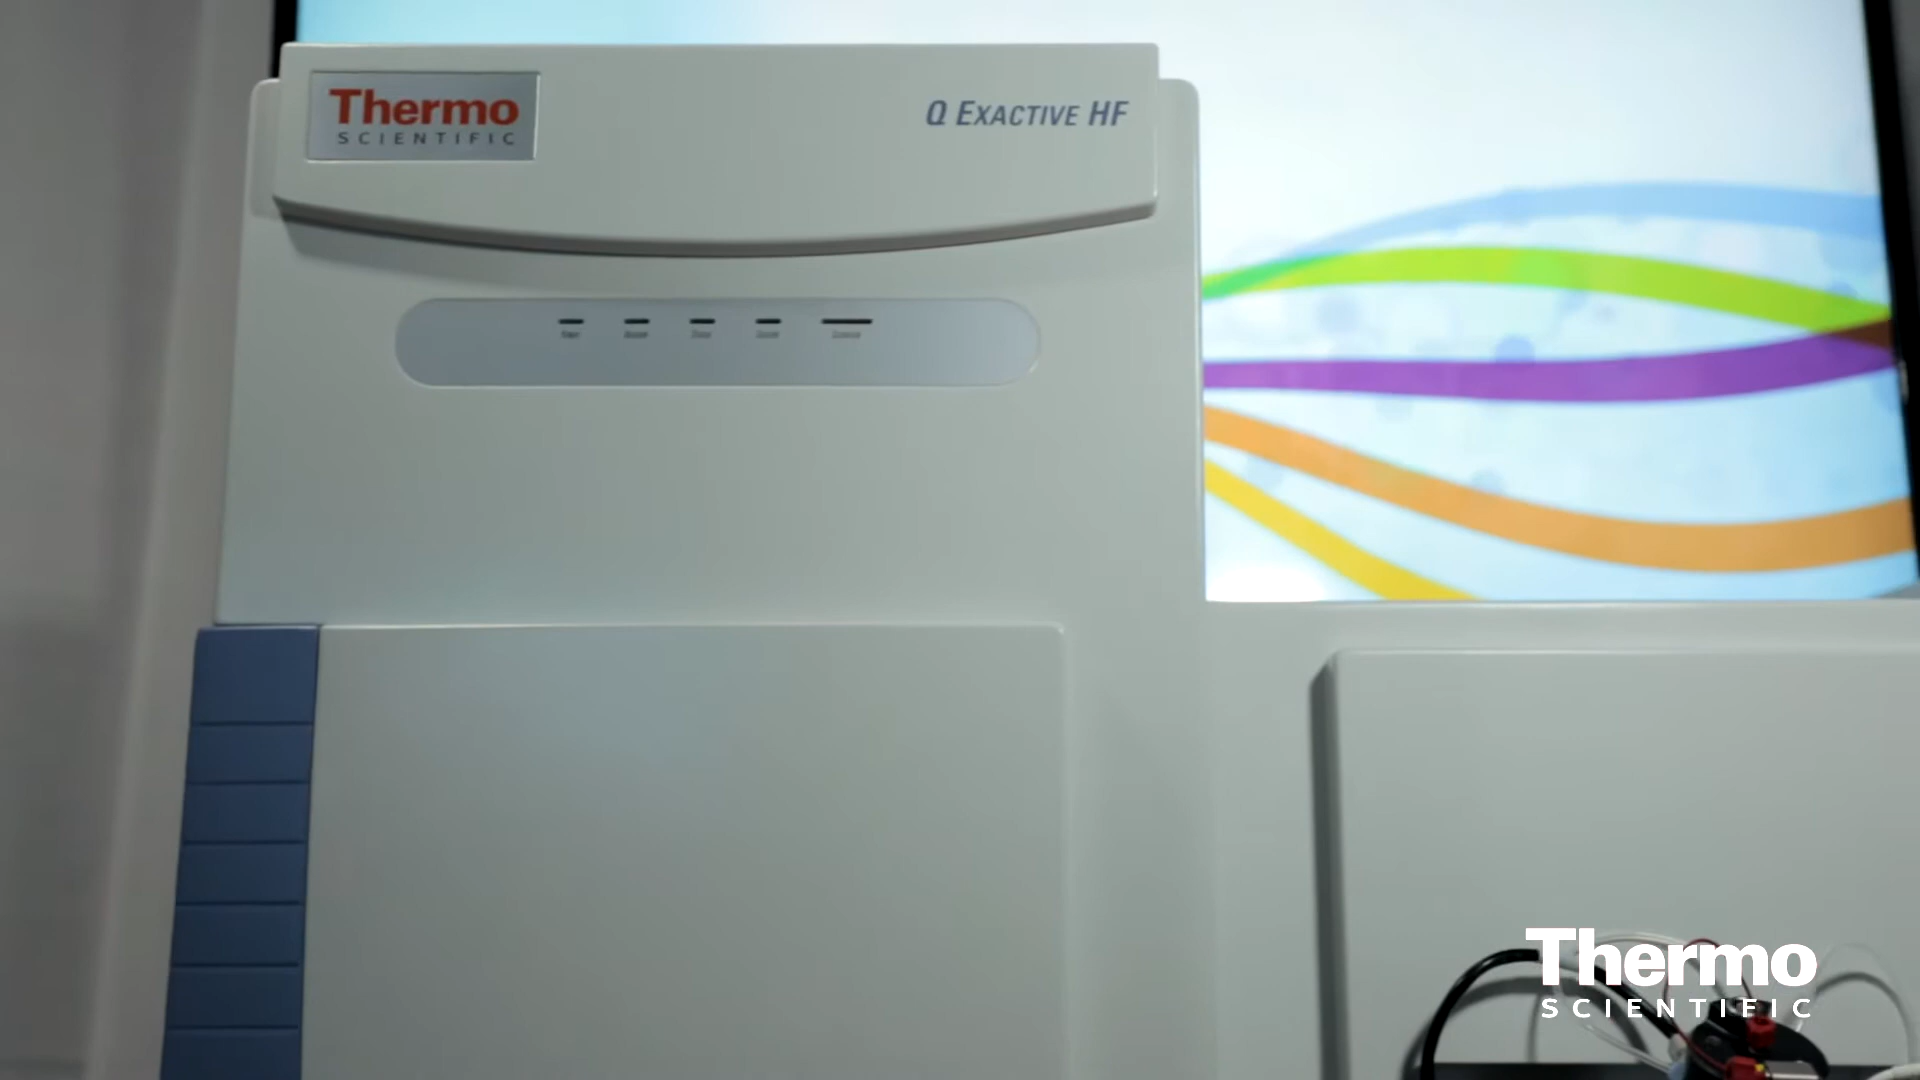 Thermo
SCIENTIFIC
Q EXACTIVE HF
Thermo
SCIENTIFIC